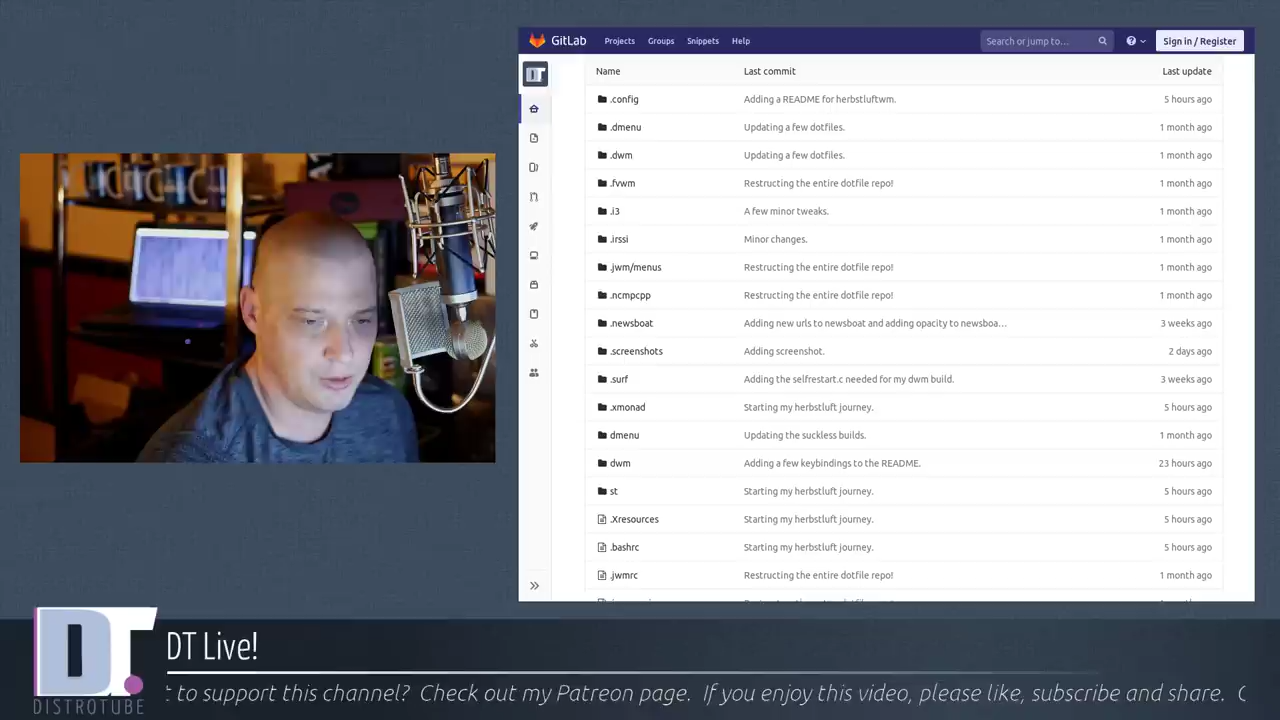 GitLab Projects Groups Snippets Help Search or jump to... Sign in / Register
DT
Name Last commit Last update
.config Adding a README for herbstluftwm. 5 hours ago
.dmenu Updating a few dotfiles. 1 month ago
.dwm Updating a few dotfiles. 1 month ago
.fvwm Restructing the entire dotfile repo! 1 month ago
.i3 A few minor tweaks. 1 month ago
.irssi Minor changes. 1 month ago
.jwm/menus Restructing the entire dotfile repo! 1 month ago
.ncmpcpp Restructing the entire dotfile repo! 1 month ago
.newsboat Adding new urls to newsboat and adding opacity to newsboa... 3 weeks ago
.screenshots Adding screenshot. 2 days ago
.surf Adding the selfrestart.c needed for my dwm build. 3 weeks ago
.xmonad Starting my herbstluft journey. 5 hours ago
dmenu Updating the suckless builds. 1 month ago
dwm Adding a few keybindings to the README. 23 hours ago
st Starting my herbstluft journey. 5 hours ago
.Xresources Starting my herbstluft journey. 5 hours ago
.bashrc Starting my herbstluft journey. 5 hours ago
.jwmrc Restructing the entire dotfile repo! 1 month ago
DT
DISTROTUBE
DT Live!
t to support this channel? Check out my Patreon page. If you enjoy this video, please like, subscribe and share.